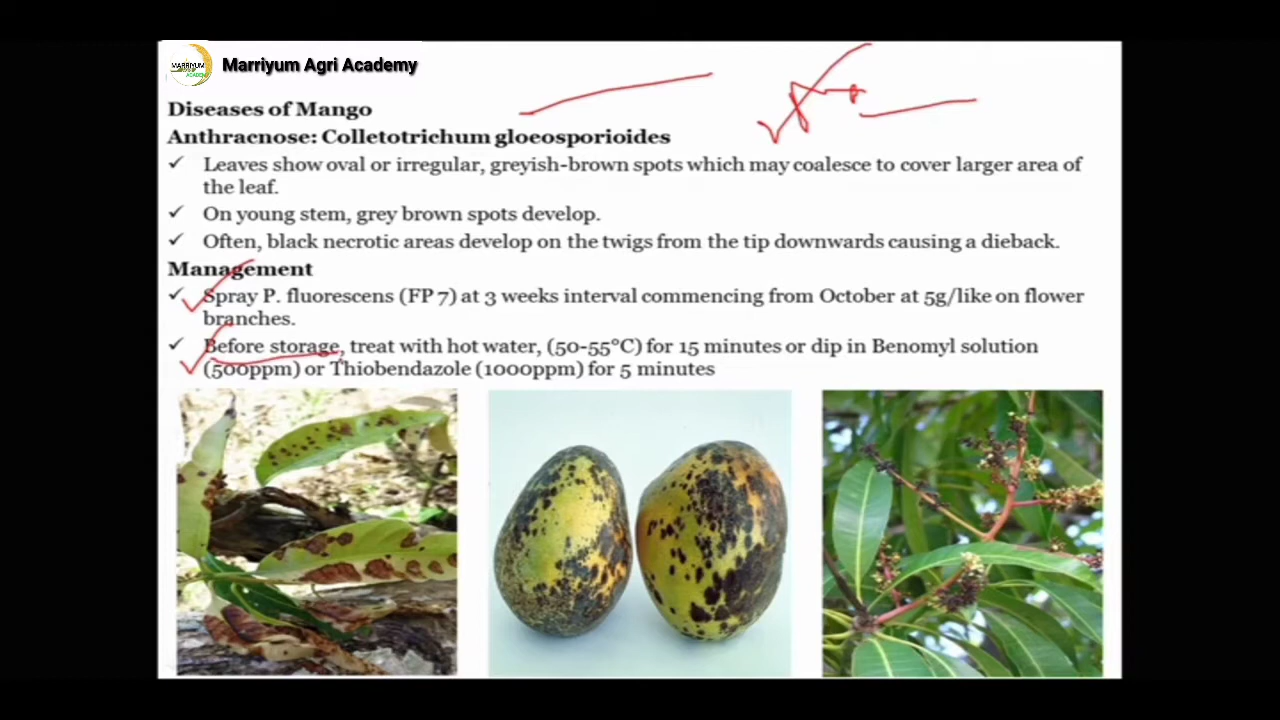 MARRIYUM
ACADEMY
Marriyum Agri Academy
Diseases of Mango
Anthracnose: Colletotrichum gloeosporioides
✓ Leaves show oval or irregular, greyish-brown spots which may coalesce to cover larger area of
the leaf.
✓ On young stem, grey brown spots develop.
✓ Often, black necrotic areas develop on the twigs from the tip downwards causing a dieback.
Management
✓ Spray P. fluorescens (FP 7) at 3 weeks interval commencing from October at 5g/like on flower
branches.
✓ Before storage, treat with hot water, (50-55°C) for 15 minutes or dip in Benomyl solution
(500ppm) or Thiobendazole (1000ppm) for 5 minutes